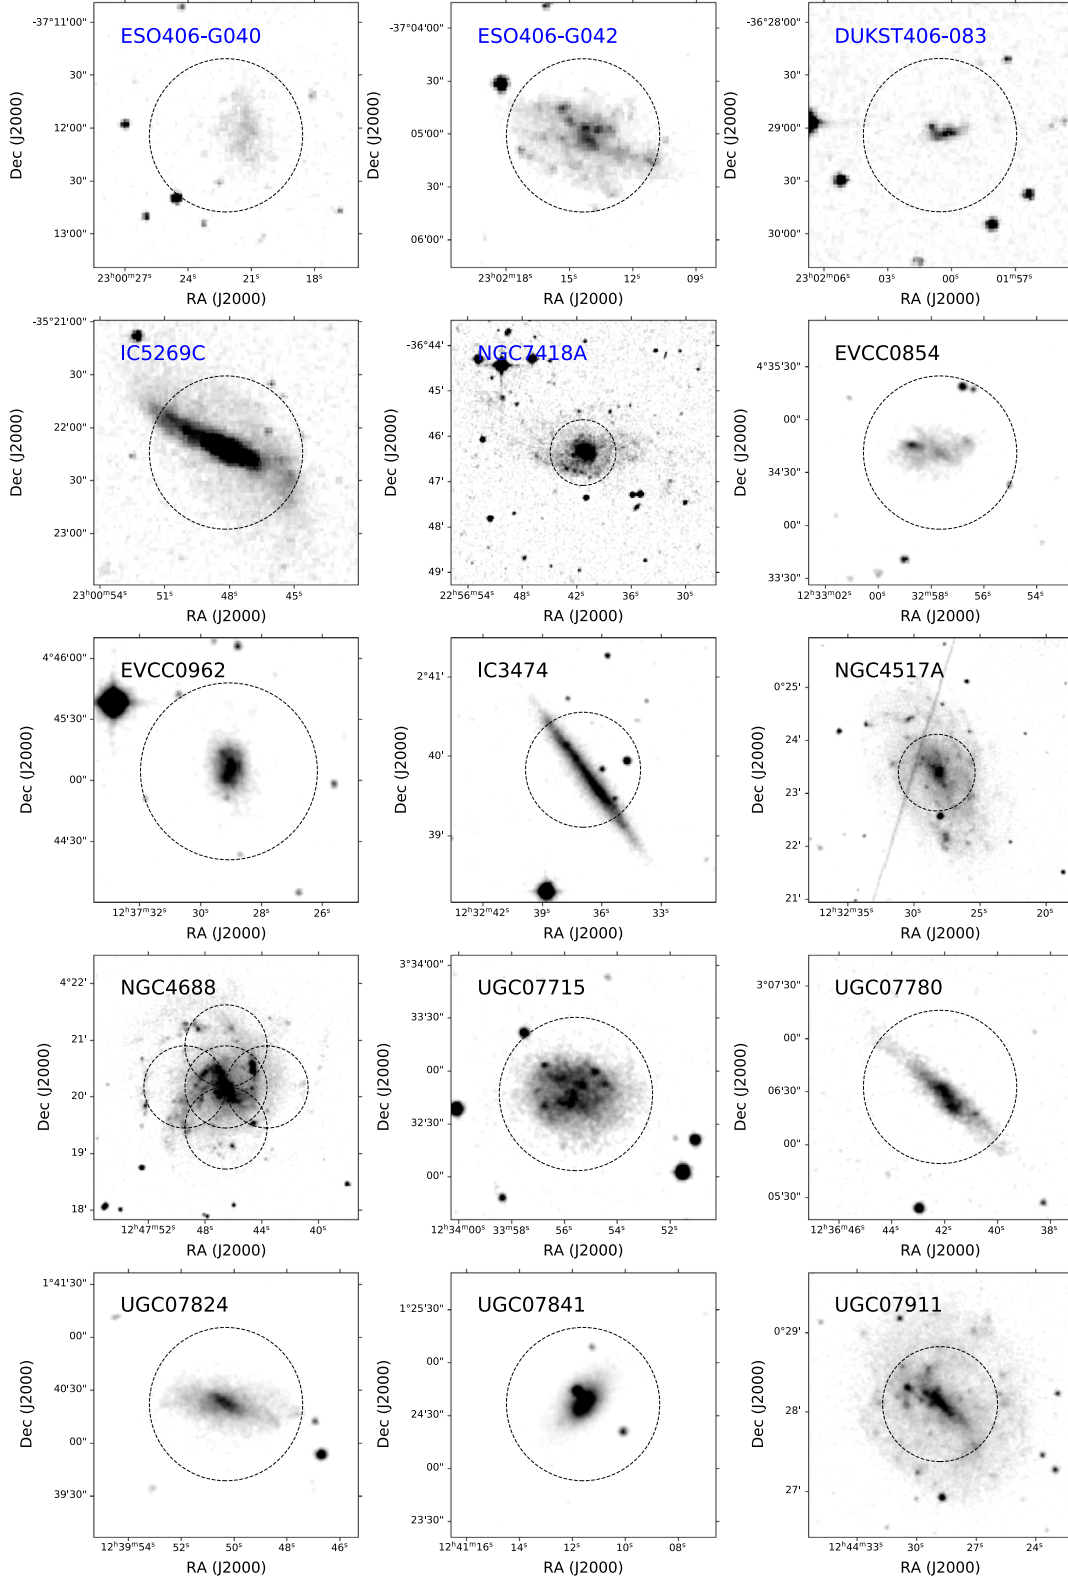 ESO406-G040
-37°11'00"
30"
12'00"
30"
13'00"
23ʰ00ᵐ27ˢ
24ˢ
21ˢ
18ˢ
RA (J2000)
Dec (J2000)
ESO406-G042
-37°04'00"
30"
05'00"
30"
06'00"
23ʰ02ᵐ18ˢ
15ˢ
12ˢ
09ˢ
RA (J2000)
Dec (J2000)
DUKST406-083
-36°28'00"
30"
29'00"
30"
30'00"
23ʰ02ᵐ06ˢ
03ˢ
00ˢ
01ᵐ57ˢ
RA (J2000)
Dec (J2000)
IC5269C
-35°21'00"
30"
22'00"
30"
23'00"
23ʰ00ᵐ54ˢ
51ˢ
48ˢ
45ˢ
RA (J2000)
Dec (J2000)
NGC7418A
-36°44'
45'
46'
47'
48'
49'
22ʰ56ᵐ54ˢ
48ˢ
42ˢ
36ˢ
30ˢ
RA (J2000)
Dec (J2000)
EVCC0854
4°35'30"
00"
34'30"
00"
33'30"
12ʰ33ᵐ02ˢ
00ˢ
32ᵐ58ˢ
56ˢ
54ˢ
RA (J2000)
Dec (J2000)
EVCC0962
4°46'00"
45'30"
00"
44'30"
12ʰ37ᵐ32ˢ
30ˢ
28ˢ
26ˢ
RA (J2000)
Dec (J2000)
IC3474
2°41'
40'
39'
12ʰ32ᵐ42ˢ
39ˢ
36ˢ
33ˢ
RA (J2000)
Dec (J2000)
NGC4517A
0°25'
24'
23'
22'
21'
12ʰ32ᵐ35ˢ
30ˢ
25ˢ
20ˢ
RA (J2000)
Dec (J2000)
NGC4688
4°22'
21'
20'
19'
18'
12ʰ47ᵐ52ˢ
48ˢ
44ˢ
40ˢ
RA (J2000)
Dec (J2000)
UGC07715
3°34'00"
33'30"
00"
32'30"
00"
12ʰ34ᵐ00ˢ
33ᵐ58ˢ
56ˢ
54ˢ
52ˢ
RA (J2000)
Dec (J2000)
UGC07780
3°07'30"
00"
06'30"
00"
05'30"
12ʰ36ᵐ46ˢ
44ˢ
42ˢ
40ˢ
38ˢ
RA (J2000)
Dec (J2000)
UGC07824
1°41'30"
00"
40'30"
00"
39'30"
12ʰ39ᵐ54ˢ
52ˢ
50ˢ
48ˢ
46ˢ
RA (J2000)
Dec (J2000)
UGC07841
1°25'30"
00"
24'30"
00"
23'30"
12ʰ41ᵐ16ˢ
14ˢ
12ˢ
10ˢ
08ˢ
RA (J2000)
Dec (J2000)
UGC07911
0°29'
28'
27'
12ʰ44ᵐ33ˢ
30ˢ
27ˢ
24ˢ
RA (J2000)
Dec (J2000)